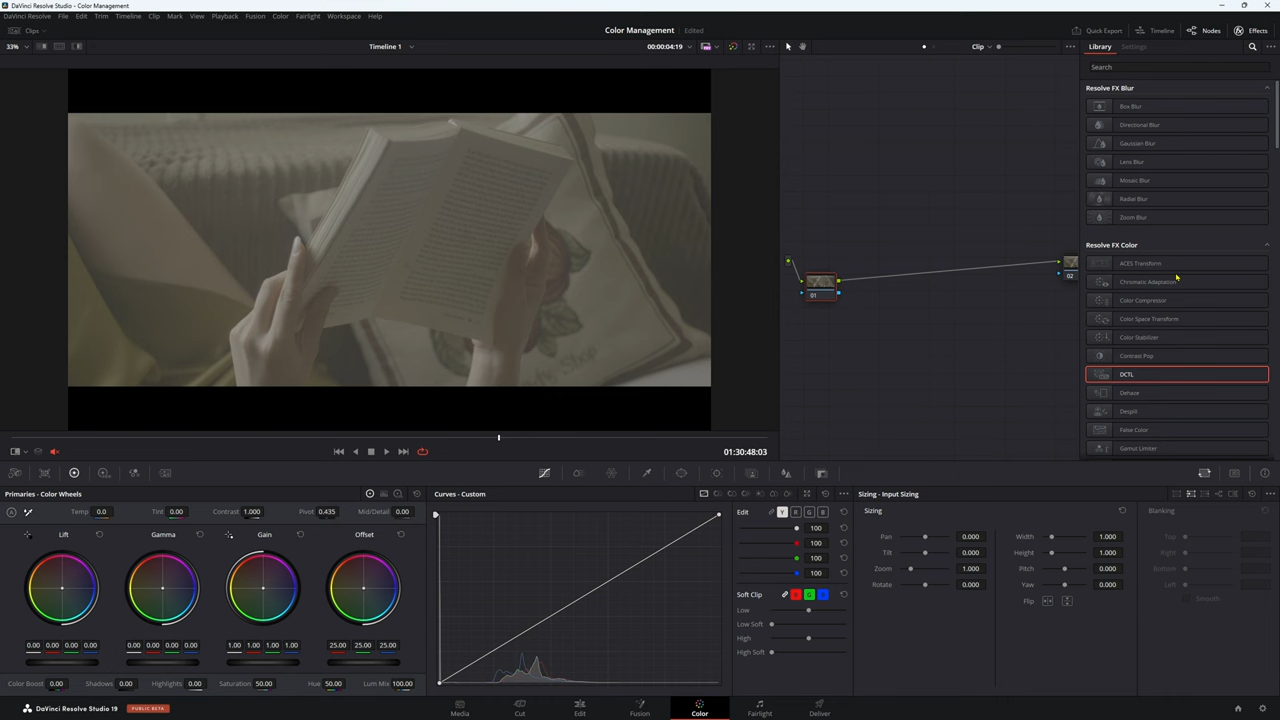 DaVinci Resolve Studio - Color Management
DaVinci Resolve File Edit Trim Timeline Clip Mark View Playback Fusion Color Fairlight Workspace Help
Clips Color Management Edited Quick Export Timeline Nodes Effects
33% Timeline 1 00:00:04:19 Clip Library Settings
Search
Resolve FX Blur
Box Blur
Directional Blur
Gaussian Blur
Lens Blur
Mosaic Blur
Radial Blur
Zoom Blur
Resolve FX Color
ACES Transform
Chromatic Adaptation
Color Compressor
Color Space Transform
Color Stabilizer
Contrast Pop
DCTL
Dehaze
Despill
False Color
Gamut Limiter
01
02
01:30:48:03
Primaries - Color Wheels
Temp 0.0 Tint 0.00 Contrast 1.000 Pivot 0.435 Mid/Detail 0.00
Lift Gamma Gain Offset
0.00 0.00 0.00 0.00 0.00 0.00 0.00 0.00 1.00 1.00 1.00 1.00 25.00 25.00 25.00
Color Boost 0.00 Shadows 0.00 Highlights 0.00 Saturation 50.00 Hue 50.00 Lum Mix 100.00
Curves - Custom
Edit Y R G B
100
100
100
100
Soft Clip R G B
Low
Low Soft
High
High Soft
Sizing - Input Sizing
Sizing
Pan 0.000 Width 1.000
Tilt 0.000 Height 1.000
Zoom 1.000 Pitch 0.000
Rotate 0.000 Yaw 0.000
Flip
Blanking
Top
Right
Bottom
Left
Smooth
DaVinci Resolve Studio 19 PUBLIC BETA
Media Cut Edit Fusion Color Fairlight Deliver